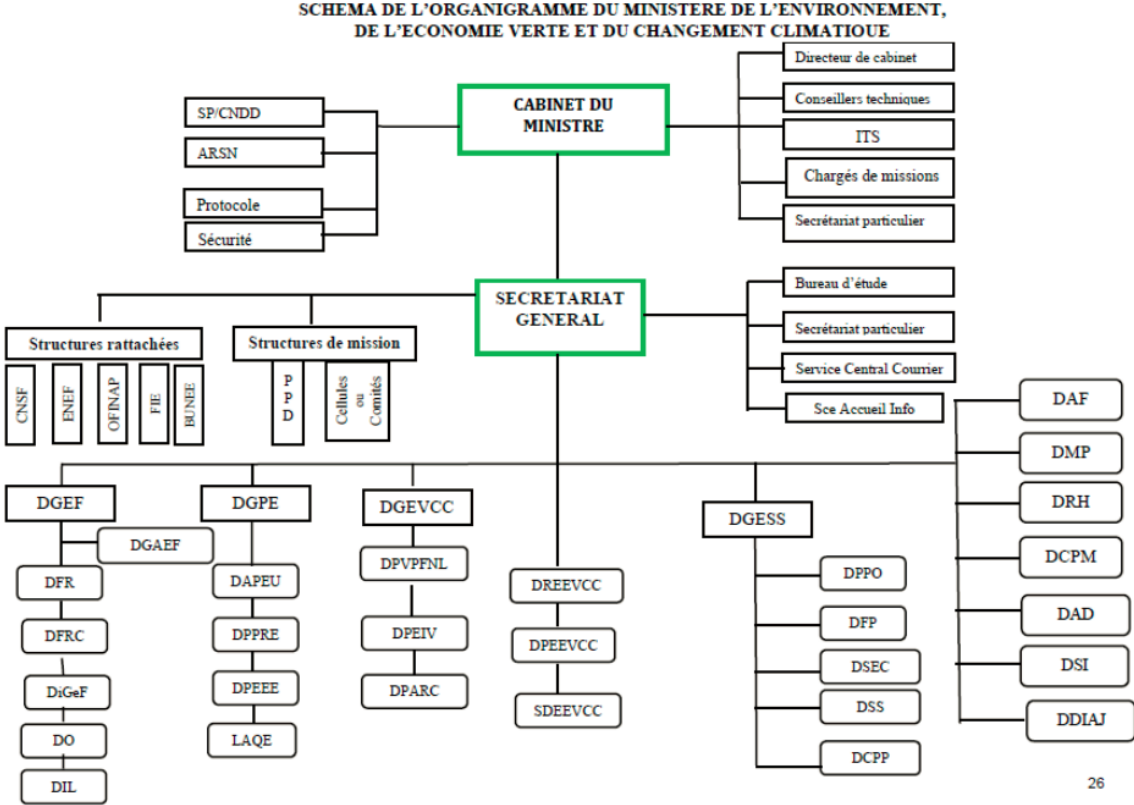 SCHEMA DE L'ORGANIGRAMME DU MINISTERE DE L'ENVIRONNEMENT,
DE L'ECONOMIE VERTE ET DU CHANGEMENT CLIMATIQUE
CABINET DU
MINISTRE
SP/CNDD
ARSN
Protocole
Sécurité
Directeur de cabinet
Conseillers techniques
ITS
Chargés de missions
Secrétariat particulier
SECRETARIAT
GENERAL
Bureau d'étude
Secrétariat particulier
Service Central Courrier
Sce Accueil Info
Structures rattachées
CNSF
ENEF
OFINAP
FIE
BUNEE
Structures de mission
P
P
D
Cellules
ou
Comités
DGEF
DGAEF
DFR
DFRC
DiGeF
DO
DIL
DGPE
DAPEU
DPPRE
DPEEE
LAQE
DGEVCC
DPVPFNL
DPEIV
DPARC
DREEVCC
DPEEVCC
SDEEVCC
DGESS
DPPO
DFP
DSEC
DSS
DCPP
DAF
DMP
DRH
DCPM
DAD
DSI
DDIAJ
26